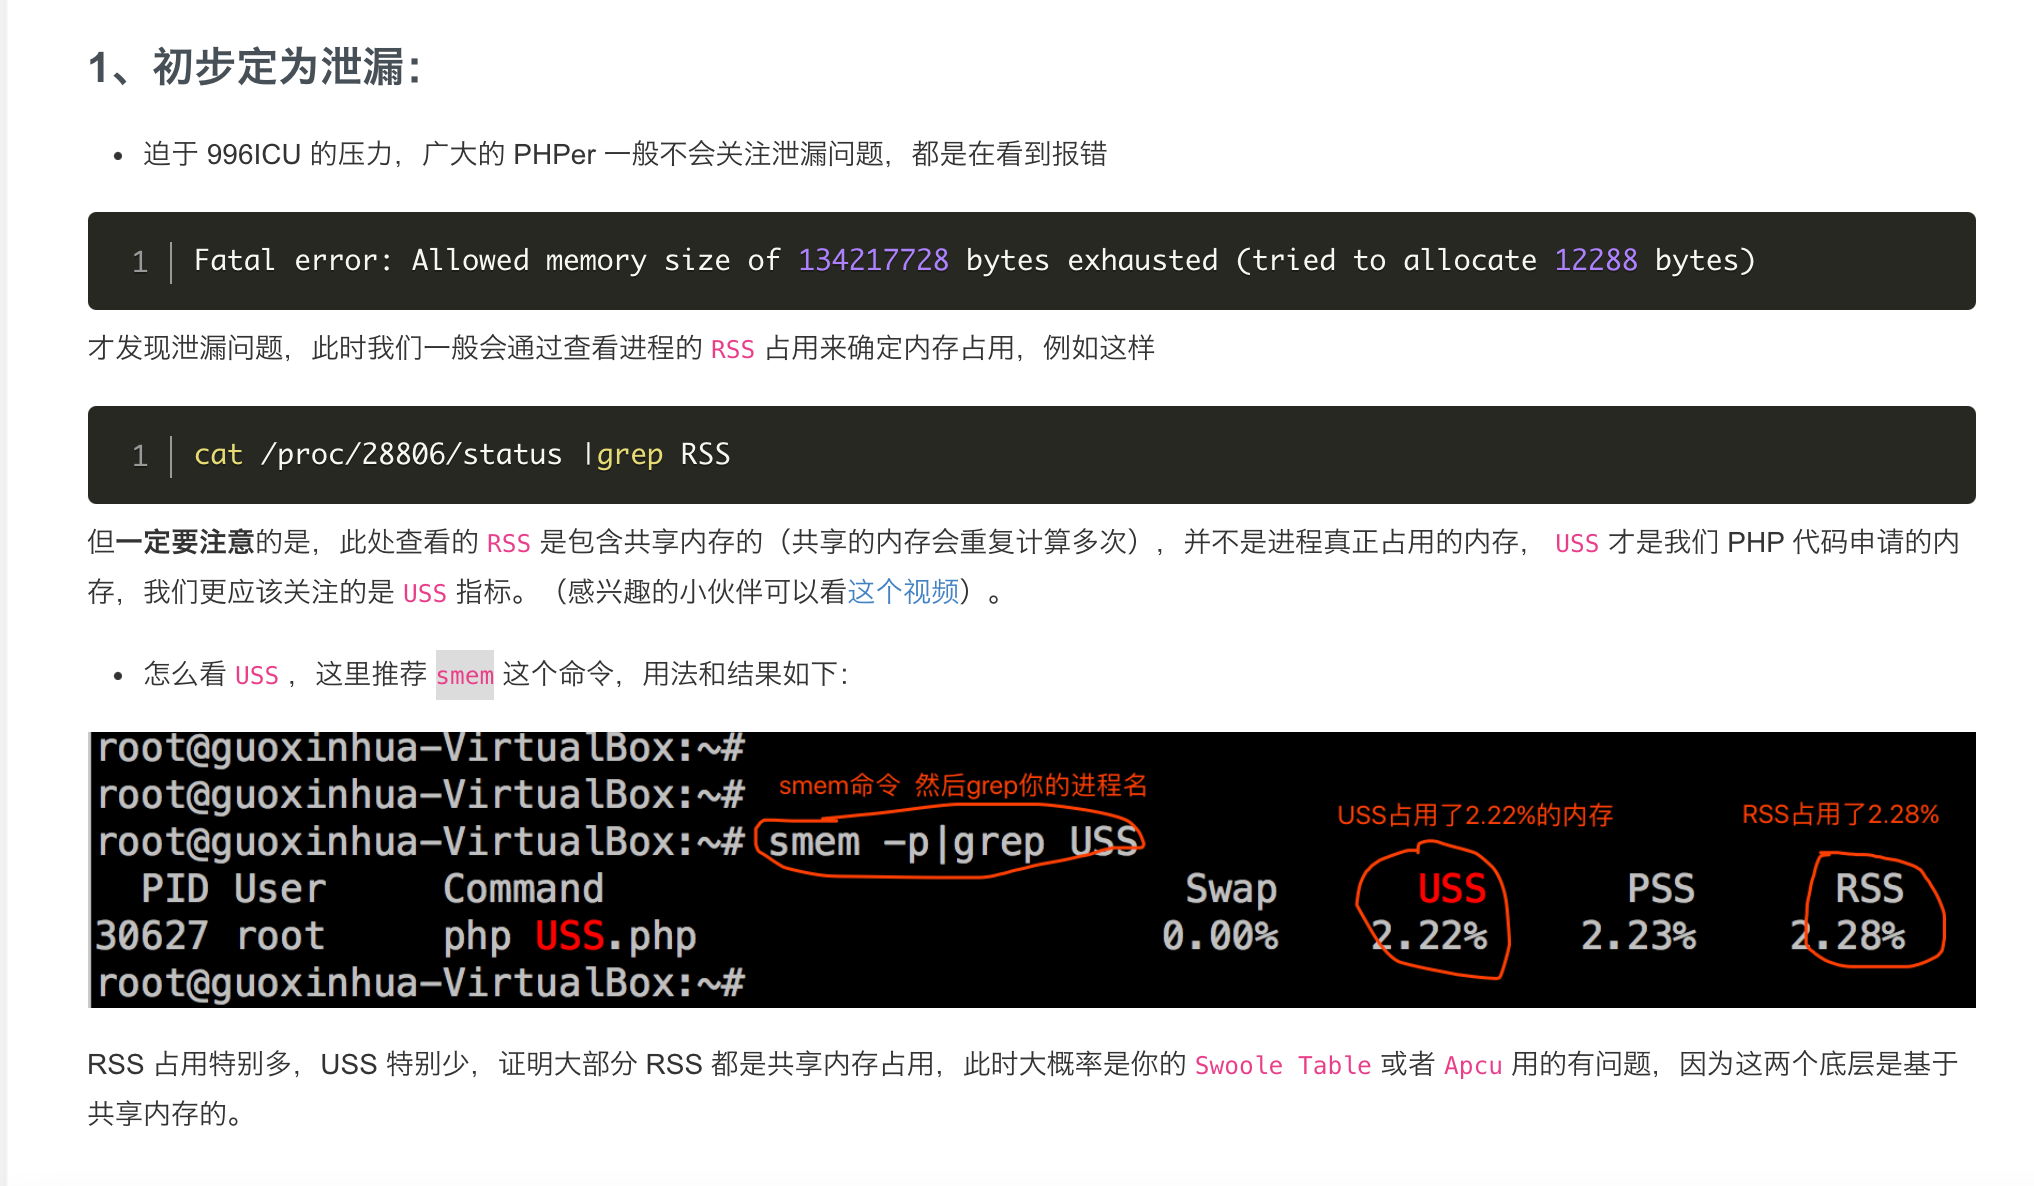 1、初步定为泄漏：
• 迫于 996ICU 的压力，广大的 PHPer 一般不会关注泄漏问题，都是在看到报错
1 Fatal error: Allowed memory size of 134217728 bytes exhausted (tried to allocate 12288 bytes)
才发现泄漏问题，此时我们一般会通过查看进程的 RSS 占用来确定内存占用，例如这样
1 cat /proc/28806/status |grep RSS
但一定要注意的是，此处查看的 RSS 是包含共享内存的（共享的内存会重复计算多次），并不是进程真正占用的内存， USS 才是我们 PHP 代码申请的内
存，我们更应该关注的是 USS 指标。（感兴趣的小伙伴可以看这个视频）。
• 怎么看 USS ，这里推荐 smem 这个命令，用法和结果如下：
root@guoxinhua-VirtualBox:~#
smem命令 然后grep你的进程名
root@guoxinhua-VirtualBox:~#
USS占用了2.22%的内存 RSS占用了2.28%
root@guoxinhua-VirtualBox:~# smem -p|grep USS
PID User Command Swap USS PSS RSS
30627 root php USS.php 0.00% 2.22% 2.23% 2.28%
root@guoxinhua-VirtualBox:~#
RSS 占用特别多，USS 特别少，证明大部分 RSS 都是共享内存占用，此时大概率是你的 Swoole Table 或者 Apcu 用的有问题，因为这两个底层是基于
共享内存的。